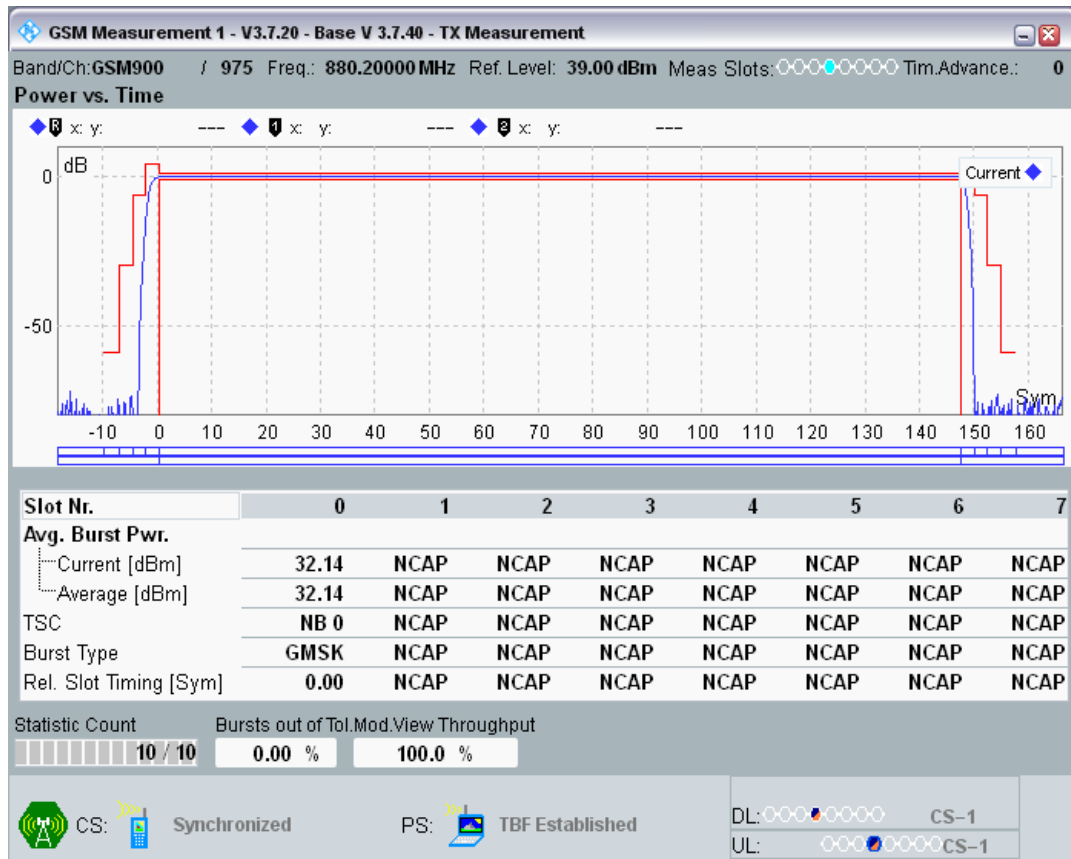 GSM Measurement 1 - V3.7.20 - Base V 3.7.40 - TX Measurement
Band/Ch:GSM900 / 975 Freq.: 880.20000 MHz Ref. Level: 39.00 dBm Meas Slots: Tim.Advance.: 0
Power vs. Time
R x: y: --- 1 x: y: --- 2 x: y: ---
dB
Current
0
-50
Sym
-10 0 10 20 30 40 50 60 70 80 90 100 110 120 130 140 150 160
Slot Nr. 0 1 2 3 4 5 6 7
Avg. Burst Pwr.
Current [dBm] 32.14 NCAP NCAP NCAP NCAP NCAP NCAP NCAP
Average [dBm] 32.14 NCAP NCAP NCAP NCAP NCAP NCAP NCAP
TSC NB 0 NCAP NCAP NCAP NCAP NCAP NCAP NCAP
Burst Type GMSK NCAP NCAP NCAP NCAP NCAP NCAP NCAP
Rel. Slot Timing [Sym] 0.00 NCAP NCAP NCAP NCAP NCAP NCAP NCAP
Statistic Count Bursts out of Tol. Mod.View Throughput
10 / 10 0.00 % 100.0 %
CS: Synchronized PS: TBF Established
DL: CS-1
UL: CS-1